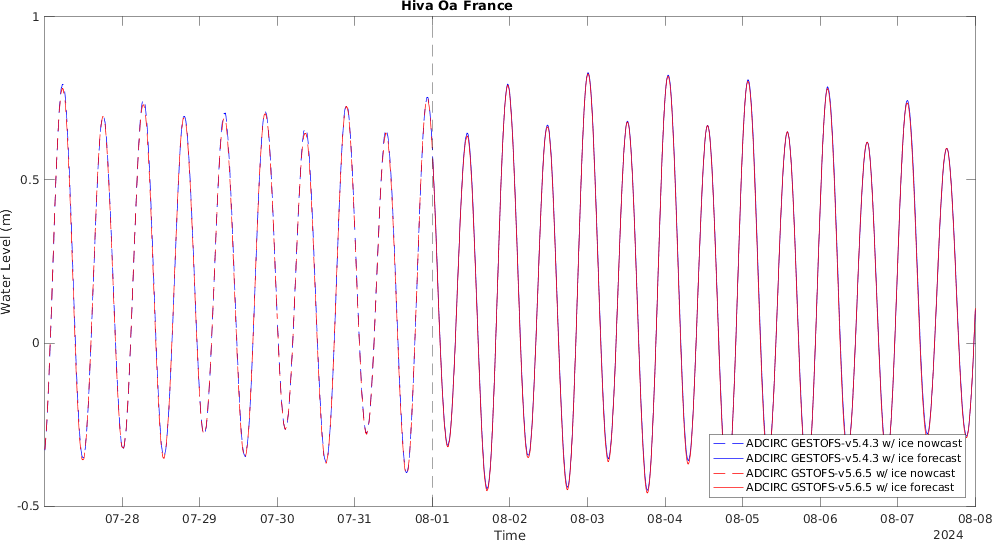 Hiva Oa France
1
0.5
0
-0.5
Water Level (m)
ADCIRC GESTOFS-v5.4.3 w/ ice nowcast
ADCIRC GESTOFS-v5.4.3 w/ ice forecast
ADCIRC GSTOFS-v5.6.5 w/ ice nowcast
ADCIRC GSTOFS-v5.6.5 w/ ice forecast
07-28 07-29 07-30 07-31 08-01 08-02 08-03 08-04 08-05 08-06 08-07 08-08
Time
2024